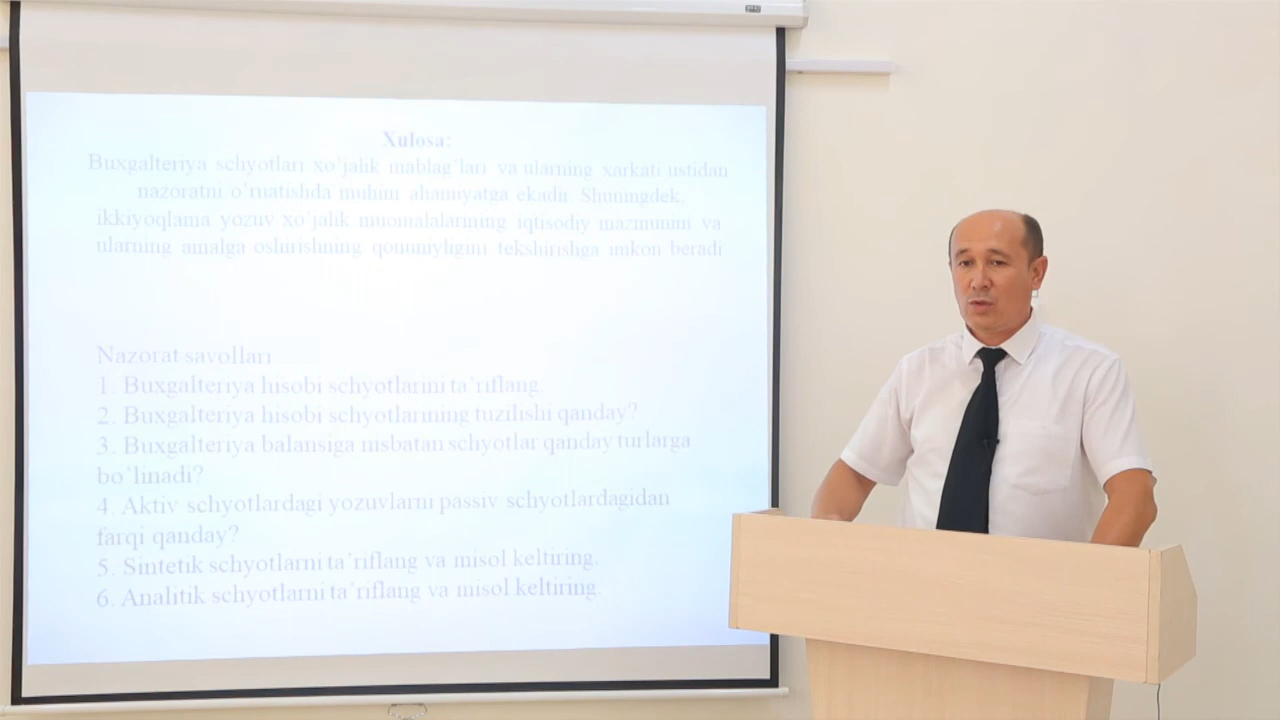 Xulosa:
Buxgalteriya schyotlari xo'jalik mablag'lari va ularning xarkati ustidan
nazoratni o'rnatishda muhim ahamiyatga ekadir. Shuningdek,
ikkiyoqlama yozuv xo'jalik muomalalarining iqtisodiy mazmunini va
ularning amalga oshirishning qonuniyligini tekshirishga imkon beradi
Nazorat savollari
1. Buxgalteriya hisobi schyotlarini ta'riflang.
2. Buxgalteriya hisobi schyotlarining tuzilishi qanday?
3. Buxgalteriya balansiga nisbatan schyotlar qanday turlarga
bo'linadi?
4. Aktiv schyotlardagi yozuvlarni passiv schyotlardagidan
farqi qanday?
5. Sintetik schyotlarni ta'riflang va misol keltiring.
6. Analitik schyotlarni ta'riflang va misol keltiring.